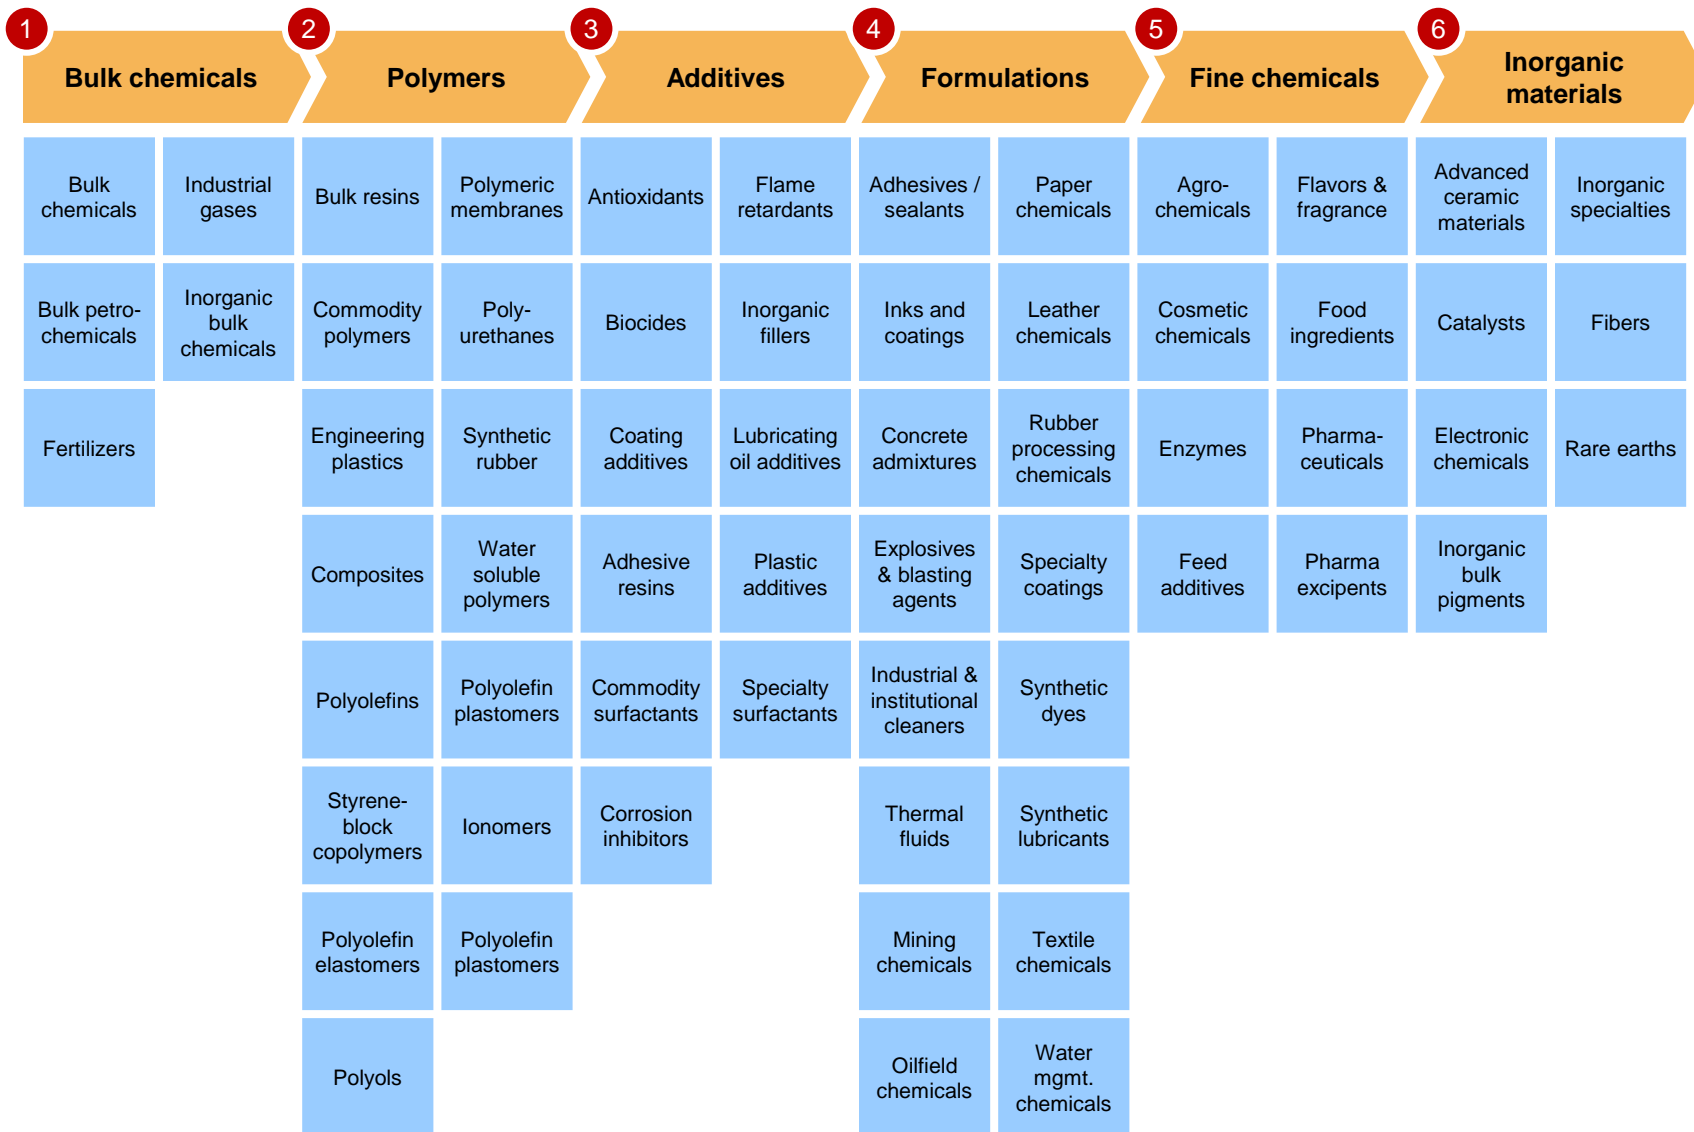 1
2
3
4
5
6
Bulk chemicals
Polymers
Additives
Formulations
Fine chemicals
Inorganic
materials
Bulk
chemicals
Industrial
gases
Bulk resins
Polymeric
membranes
Antioxidants
Flame
retardants
Adhesives /
sealants
Paper
chemicals
Agro-
chemicals
Flavors &
fragrance
Advanced
ceramic
materials
Inorganic
specialties
Bulk petro-
chemicals
Inorganic
bulk
chemicals
Commodity
polymers
Poly-
urethanes
Biocides
Inorganic
fillers
Inks and
coatings
Leather
chemicals
Cosmetic
chemicals
Food
ingredients
Catalysts
Fibers
Fertilizers
Engineering
plastics
Synthetic
rubber
Coating
additives
Lubricating
oil additives
Concrete
admixtures
Rubber
processing
chemicals
Enzymes
Pharma-
ceuticals
Electronic
chemicals
Rare earths
Composites
Water
soluble
polymers
Adhesive
resins
Plastic
additives
Explosives
& blasting
agents
Specialty
coatings
Feed
additives
Pharma
excipents
Inorganic
bulk
pigments
Polyolefins
Polyolefin
plastomers
Commodity
surfactants
Specialty
surfactants
Industrial &
institutional
cleaners
Synthetic
dyes
Styrene-
block
copolymers
Ionomers
Corrosion
inhibitors
Thermal
fluids
Synthetic
lubricants
Polyolefin
elastomers
Polyolefin
plastomers
Mining
chemicals
Textile
chemicals
Polyols
Oilfield
chemicals
Water
mgmt.
chemicals